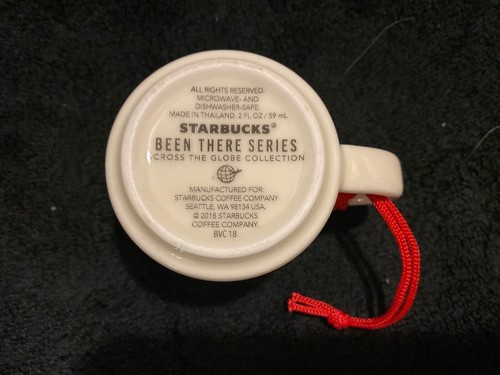 ALL RIGHTS RESERVED.
MICROWAVE- AND
DISHWASHER-SAFE.
MADE IN THAILAND. 2 FL OZ / 59 mL
STARBUCKS®
BEEN THERE SERIES
CROSS THE GLOBE COLLECTION
MANUFACTURED FOR:
STARBUCKS COFFEE COMPANY
SEATTLE, WA 98134 USA.
© 2016 STARBUCKS
COFFEE COMPANY.
BVC 18